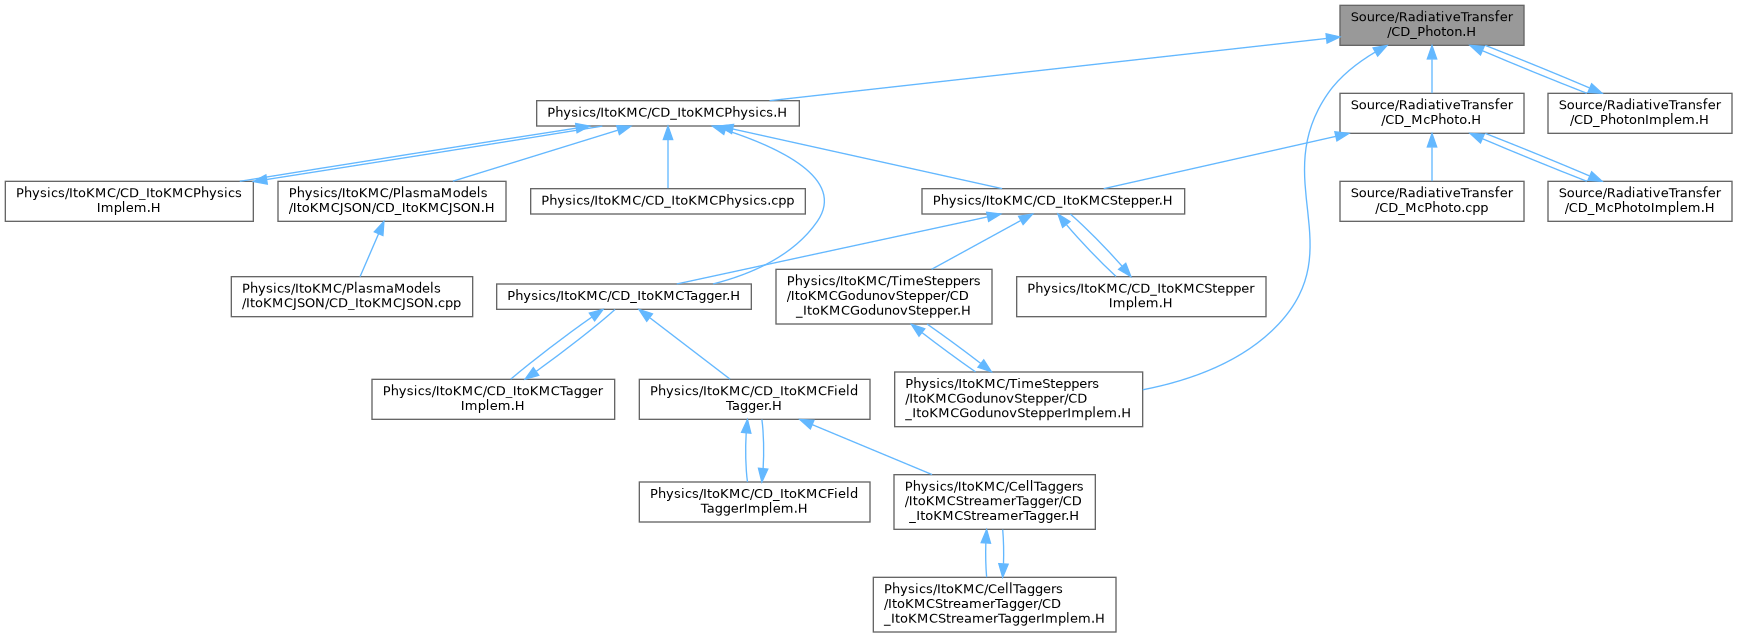 Source/RadiativeTransfer
/CD_Photon.H
Physics/ItoKMC/CD_ItoKMCPhysics.H
Source/RadiativeTransfer
/CD_McPhoto.H
Source/RadiativeTransfer
/CD_PhotonImplem.H
Physics/ItoKMC/CD_ItoKMCPhysics
Implem.H
Physics/ItoKMC/PlasmaModels
/ItoKMCJSON/CD_ItoKMCJSON.H
Physics/ItoKMC/CD_ItoKMCPhysics.cpp
Physics/ItoKMC/CD_ItoKMCStepper.H
Source/RadiativeTransfer
/CD_McPhoto.cpp
Source/RadiativeTransfer
/CD_McPhotoImplem.H
Physics/ItoKMC/PlasmaModels
/ItoKMCJSON/CD_ItoKMCJSON.cpp
Physics/ItoKMC/CD_ItoKMCTagger.H
Physics/ItoKMC/TimeSteppers
/ItoKMCGodunovStepper/CD
_ItoKMCGodunovStepper.H
Physics/ItoKMC/CD_ItoKMCStepper
Implem.H
Physics/ItoKMC/CD_ItoKMCTagger
Implem.H
Physics/ItoKMC/CD_ItoKMCField
Tagger.H
Physics/ItoKMC/TimeSteppers
/ItoKMCGodunovStepper/CD
_ItoKMCGodunovStepperImplem.H
Physics/ItoKMC/CD_ItoKMCField
TaggerImplem.H
Physics/ItoKMC/CellTaggers
/ItoKMCStreamerTagger/CD
_ItoKMCStreamerTagger.H
Physics/ItoKMC/CellTaggers
/ItoKMCStreamerTagger/CD
_ItoKMCStreamerTaggerImplem.H